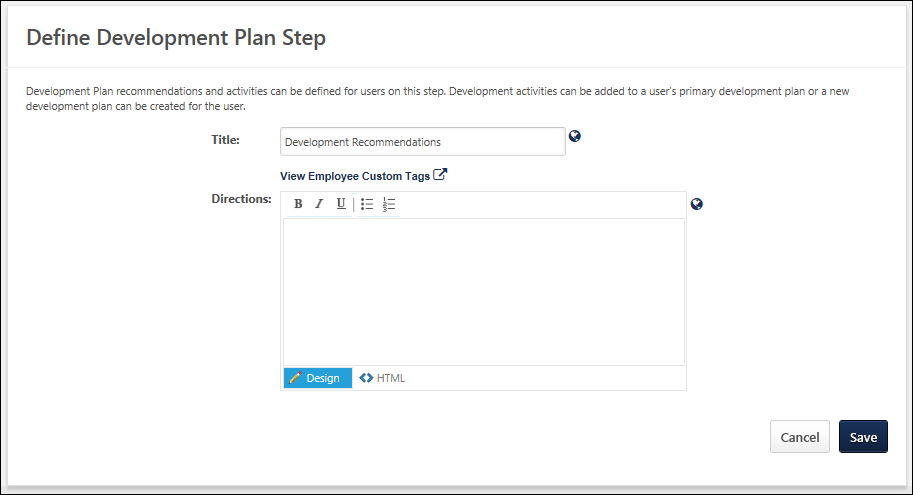 Define Development Plan Step
Development Plan recommendations and activities can be defined for users on this step. Development activities can be added to a user's primary development plan or a new
development plan can be created for the user.
Title:
Development Recommendations
View Employee Custom Tags
Directions:
B I U
Design HTML
Cancel Save